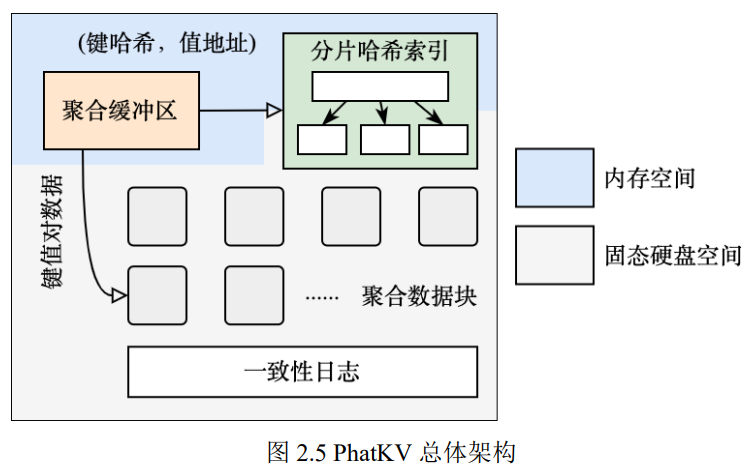 (键哈希，值地址)
分片哈希索引
聚合缓冲区
键值对数据
内存空间
固态硬盘空间
······ 聚合数据块
一致性日志
图 2.5 PhatKV 总体架构